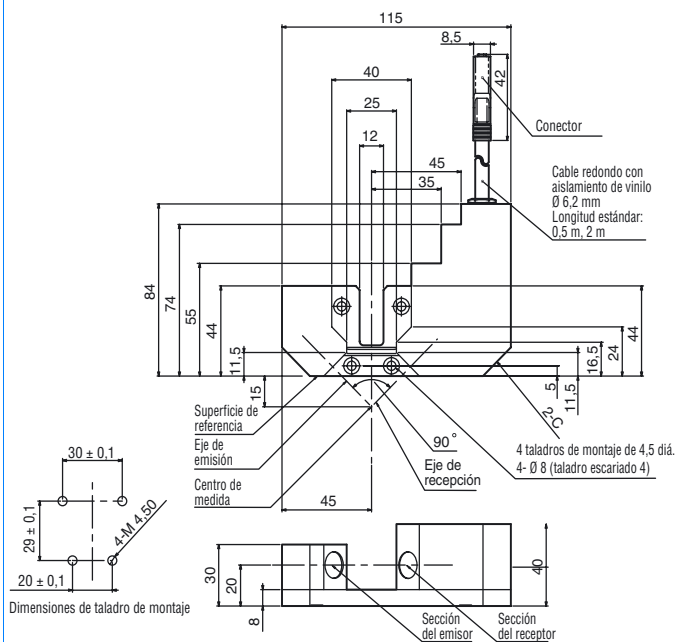 115
8,5
42
40
25
12
Conector
45
35
Cable redondo con
aislamiento de vinilo
Ø 6,2 mm
Longitud estándar:
0,5 m, 2 m
84
74
55
44
11,5
15
44
24
16,5
11,5
5
2-C
Superficie de
referencia
Eje de
emisión
Centro de
medida
90°
Eje de
recepción
4 taladros de montaje de 4,5 diá.
4- Ø 8 (taladro escariado 4)
45
30 ± 0,1
29 ± 0,1
4-M 4,50
20 ± 0,1
Dimensiones de taladro de montaje
30
20
8
40
Sección
del emisor
Sección
del receptor